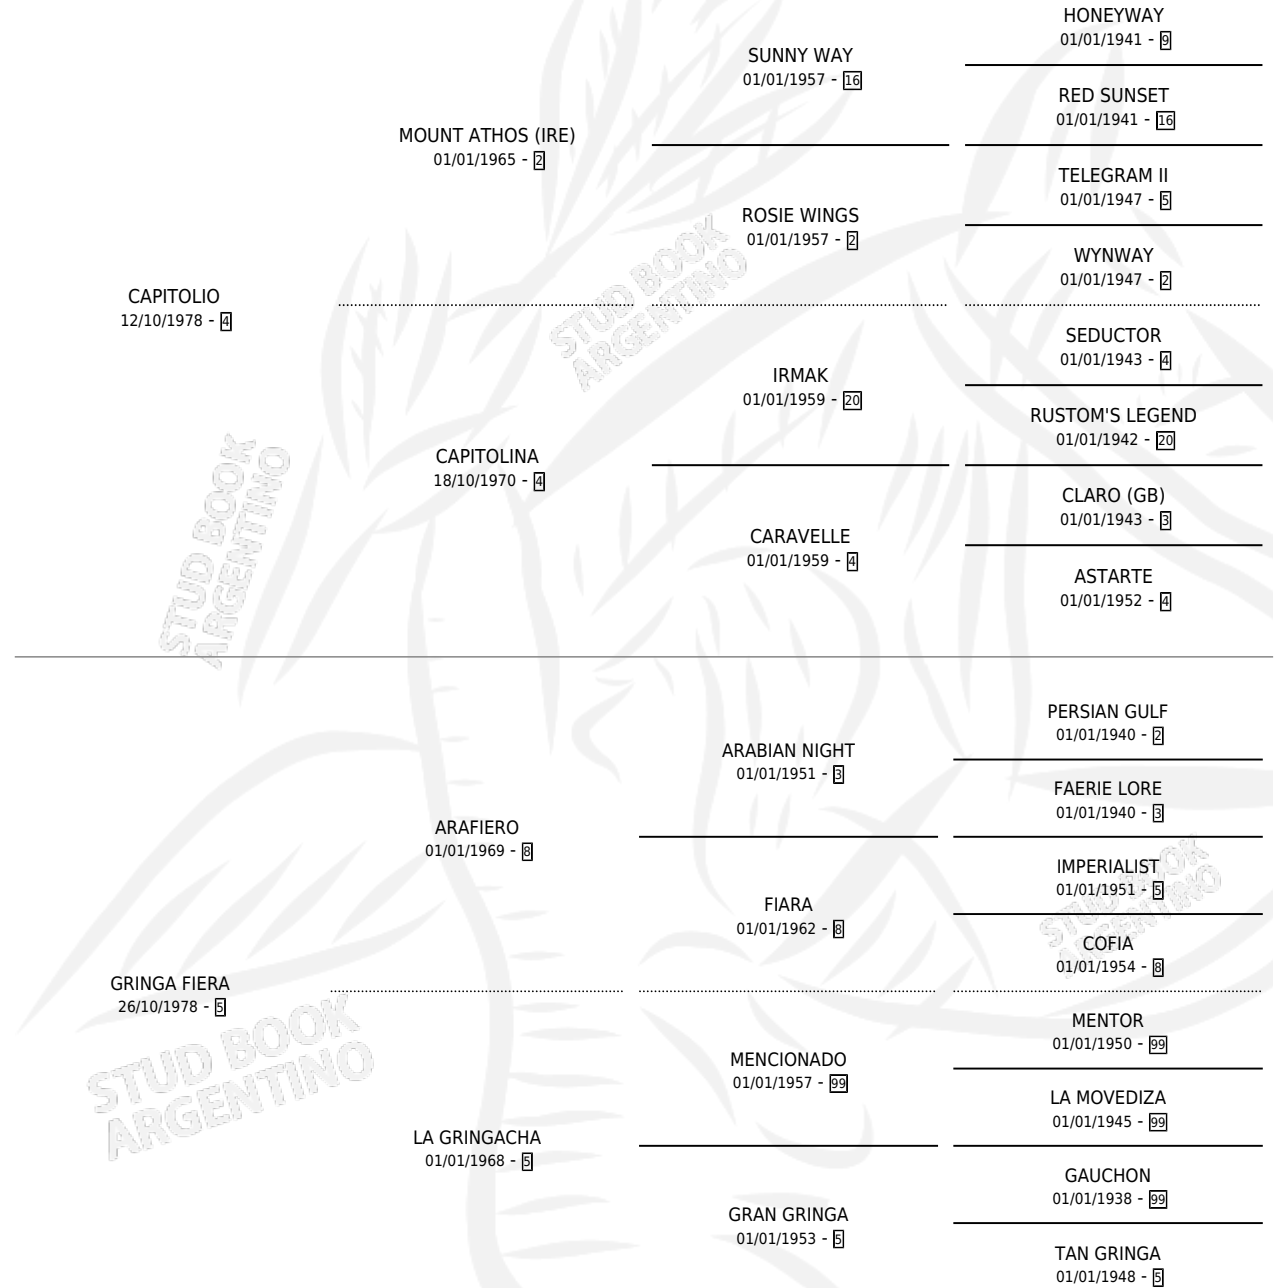 HONEYWAY
01/01/1941 - 9
SUNNY WAY
01/01/1957 - 16
RED SUNSET
01/01/1941 - 16
MOUNT ATHOS (IRE)
01/01/1965 - 2
TELEGRAM II
01/01/1947 - 5
ROSIE WINGS
01/01/1957 - 2
WYNWAY
01/01/1947 - 2
CAPITOLIO
12/10/1978 - 4
SEDUCTOR
01/01/1943 - 4
IRMAK
01/01/1959 - 20
RUSTOM'S LEGEND
01/01/1942 - 20
CAPITOLINA
18/10/1970 - 4
CLARO (GB)
01/01/1943 - 3
CARAVELLE
01/01/1959 - 4
ASTARTE
01/01/1952 - 4
PERSIAN GULF
01/01/1940 - 2
ARABIAN NIGHT
01/01/1951 - 3
FAERIE LORE
01/01/1940 - 3
ARAFIERO
01/01/1969 - 8
IMPERIALIST
01/01/1951 - 5
FIARA
01/01/1962 - 8
COFIA
01/01/1954 - 8
GRINGA FIERA
26/10/1978 - 5
MENTOR
01/01/1950 - 99
MENCIONADO
01/01/1957 - 99
LA MOVEDIZA
01/01/1945 - 99
LA GRINGACHA
01/01/1968 - 5
GAUCHON
01/01/1938 - 99
GRAN GRINGA
01/01/1953 - 5
TAN GRINGA
01/01/1948 - 5
STUD BOOK
ARGENTINO
STUD BOOK
ARGENTINO
STUD BOOK
ARGENTINO
STUD BOOK
ARGENTINO